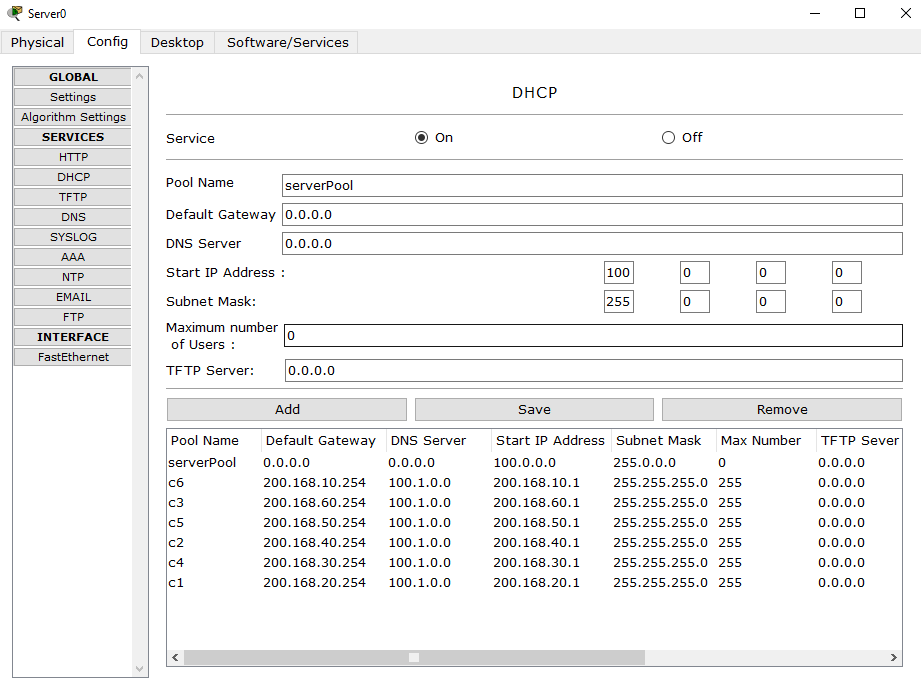 Server0
Physical Config Desktop Software/Services
GLOBAL
Settings
Algorithm Settings
SERVICES
HTTP
DHCP
TFTP
DNS
SYSLOG
AAA
NTP
EMAIL
FTP
INTERFACE
FastEthernet
DHCP
Service On Off
Pool Name serverPool
Default Gateway 0.0.0.0
DNS Server 0.0.0.0
Start IP Address : 100 0 0 0
Subnet Mask: 255 0 0 0
Maximum number
of Users : 0
TFTP Server: 0.0.0.0
Add Save Remove
Pool Name Default Gateway DNS Server Start IP Address Subnet Mask Max Number TFTP Sever
serverPool 0.0.0.0 0.0.0.0 100.0.0.0 255.0.0.0 0 0.0.0.0
c6 200.168.10.254 100.1.0.0 200.168.10.1 255.255.255.0 255 0.0.0.0
c3 200.168.60.254 100.1.0.0 200.168.60.1 255.255.255.0 255 0.0.0.0
c5 200.168.50.254 100.1.0.0 200.168.50.1 255.255.255.0 255 0.0.0.0
c2 200.168.40.254 100.1.0.0 200.168.40.1 255.255.255.0 255 0.0.0.0
c4 200.168.30.254 100.1.0.0 200.168.30.1 255.255.255.0 255 0.0.0.0
c1 200.168.20.254 100.1.0.0 200.168.20.1 255.255.255.0 255 0.0.0.0